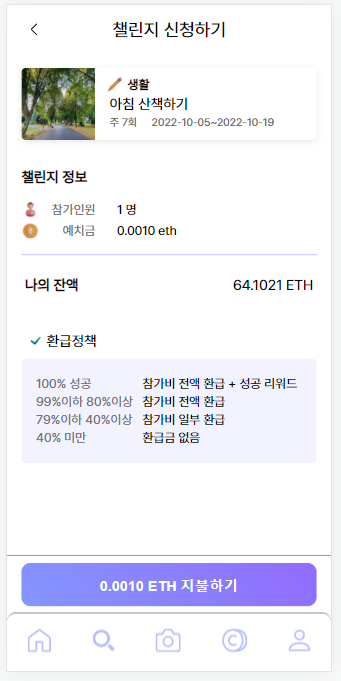 챌린지 신청하기
생활
아침 산책하기
주 7회 2022-10-05~2022-10-19
챌린지 정보
참가인원 1 명
예치금 0.0010 eth
나의 잔액 64.1021 ETH
환급정책
100% 성공 참가비 전액 환급 + 성공 리워드
99%이하 80%이상 참가비 전액 환급
79%이하 40%이상 참가비 일부 환급
40% 미만 환급금 없음
0.0010 ETH 지불하기